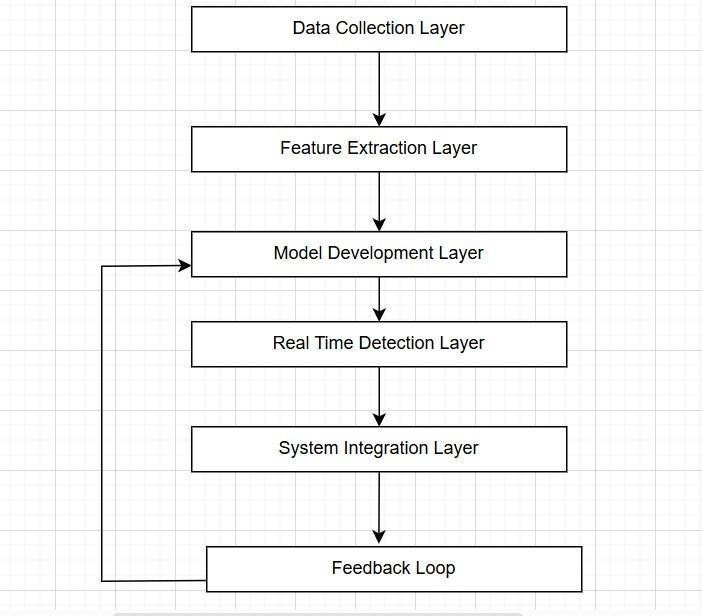 Data Collection Layer
Feature Extraction Layer
Model Development Layer
Real Time Detection Layer
System Integration Layer
Feedback Loop